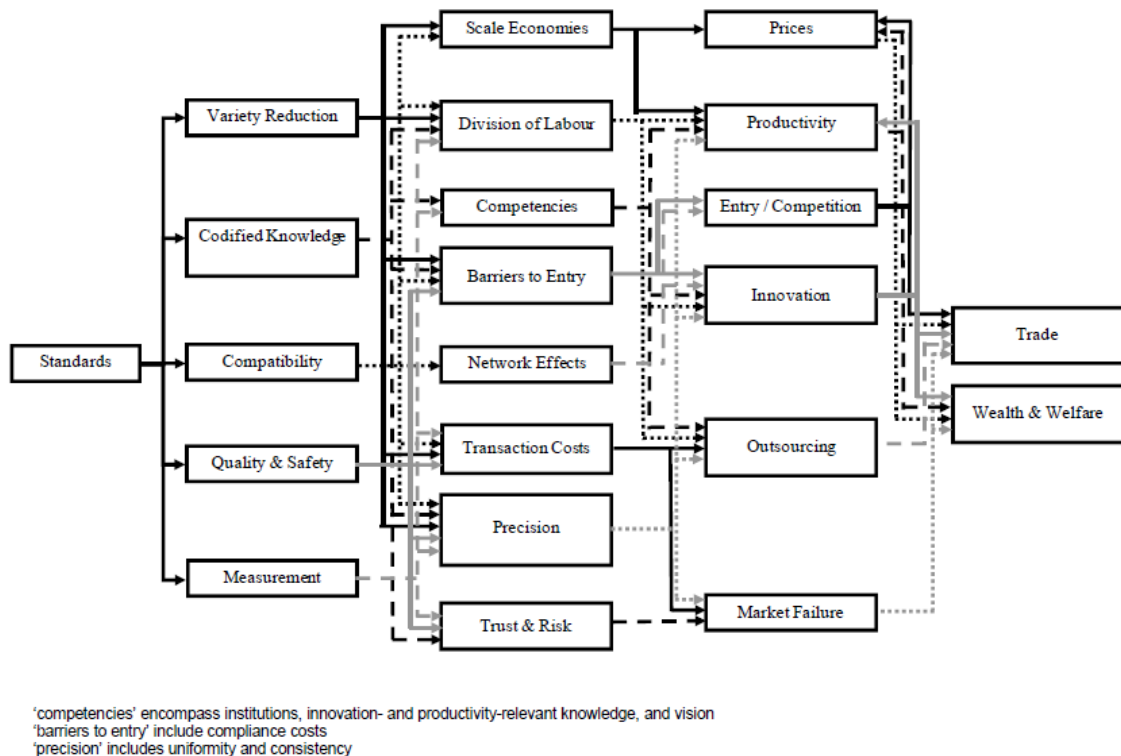 Scale Economies
Prices
Variety Reduction
Division of Labour
Productivity
Competencies
Entry / Competition
Codified Knowledge
Barriers to Entry
Innovation
Trade
Standards
Compatibility
Network Effects
Wealth & Welfare
Transaction Costs
Outsourcing
Quality & Safety
Precision
Measurement
Trust & Risk
Market Failure
'competencies' encompass institutions, innovation- and productivity-relevant knowledge, and vision
'barriers to entry' include compliance costs
'precision' includes uniformity and consistency